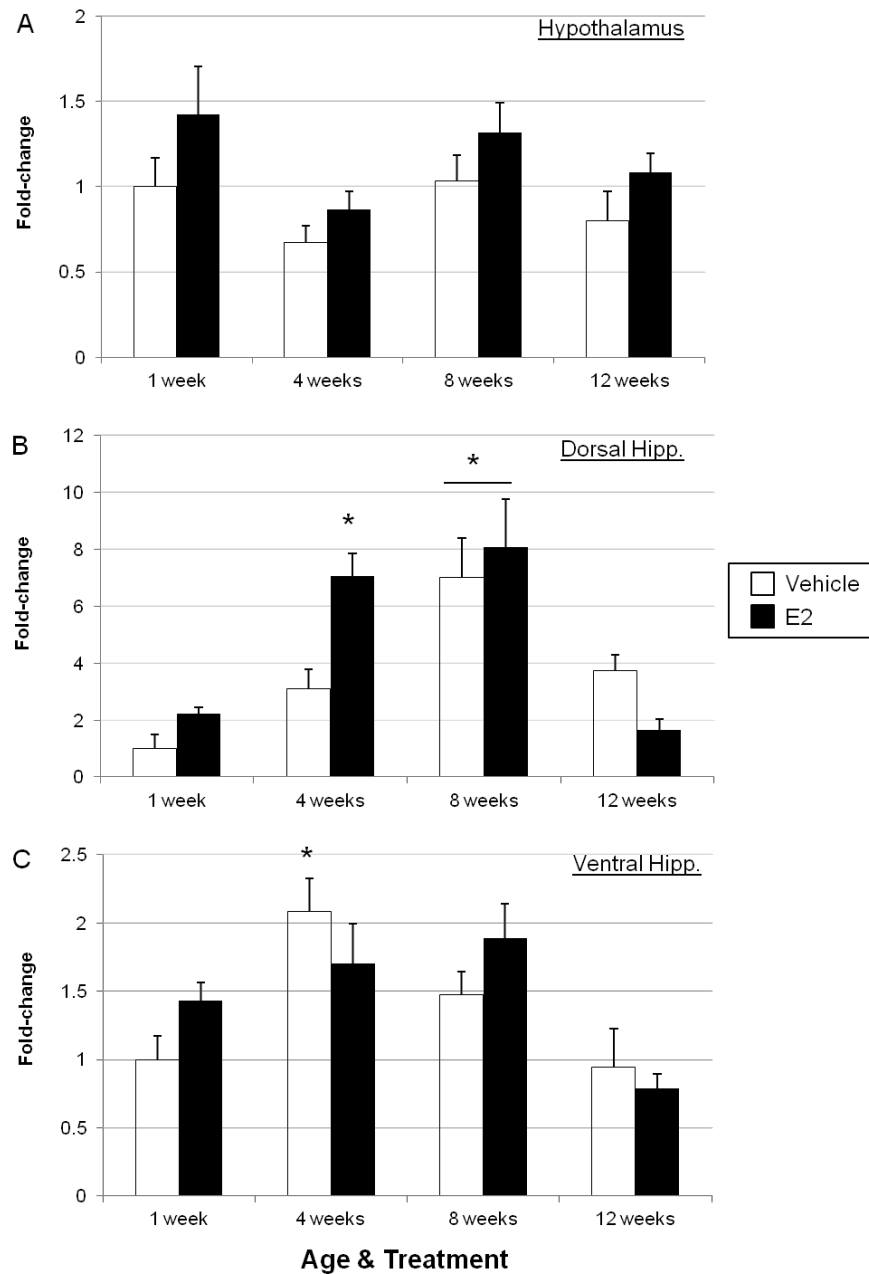 A
Hypothalamus
2
1.5
1
0.5
0
Fold-change
1 week
4 weeks
8 weeks
12 weeks
B
Dorsal Hipp.
12
10
8
6
4
2
0
Fold-change
*
*
1 week
4 weeks
8 weeks
12 weeks
Vehicle
E2
C
Ventral Hipp.
2.5
2
1.5
1
0.5
0
Fold-change
*
1 week
4 weeks
8 weeks
12 weeks
Age & Treatment